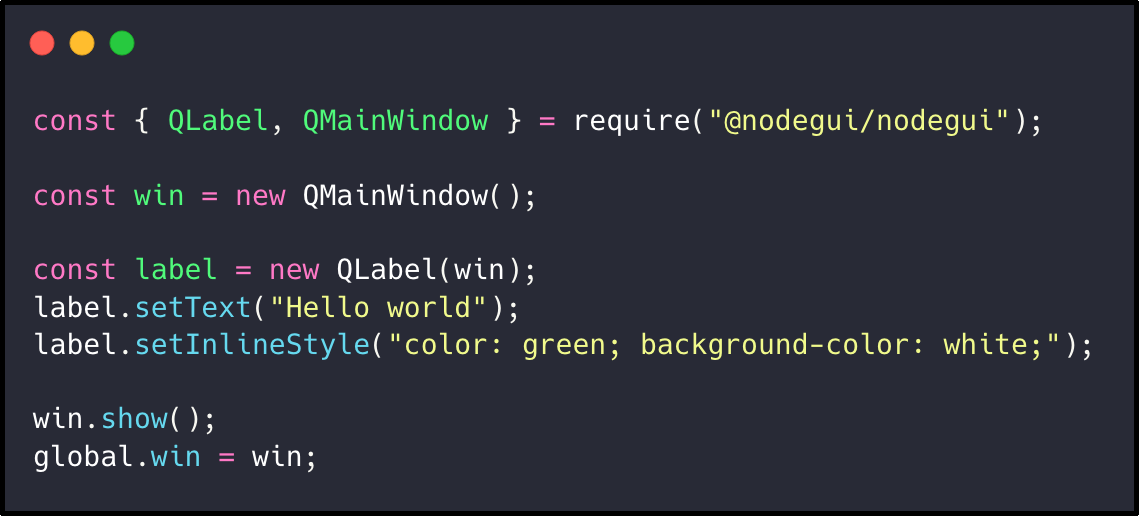 const { QLabel, QMainWindow } = require("@nodegui/nodegui");
const win = new QMainWindow();
const label = new QLabel(win);
label.setText("Hello world");
label.setInlineStyle("color: green; background-color: white;");
win.show();
global.win = win;